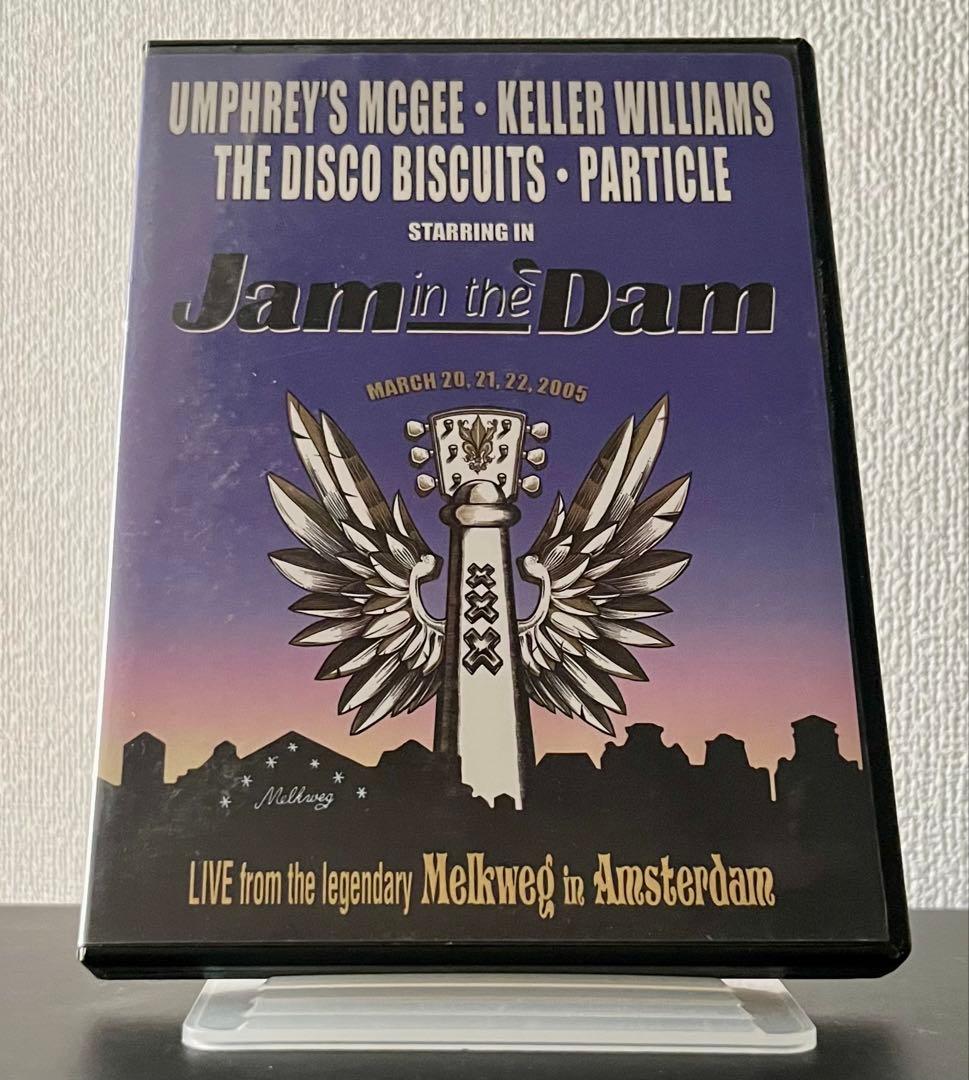 UMPHREY'S MCGEE • KELLER WILLIAMS
THE DISCO BISCUITS • PARTICLE
STARRING IN
Jam in the Dam
MARCH 20, 21, 22, 2005
XXX
Melkweg
LIVE from the legendary Melkweg in Amsterdam